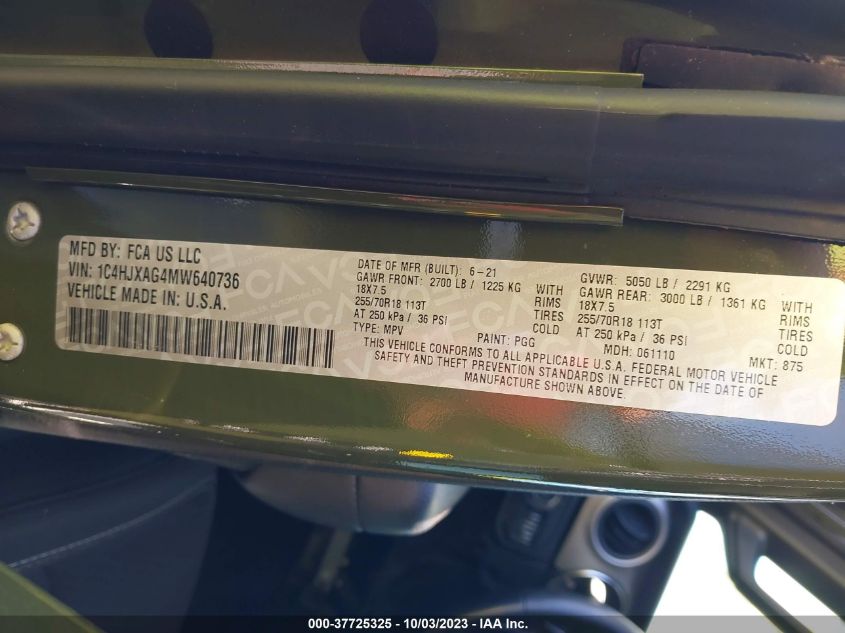 MFD BY: FCA US LLC
VIN: 1C4HJXAG4MW640736
VEHICLE MADE IN: U.S.A.
DATE OF MFR (BUILT): 6-21
GAWR FRONT: 2700 LB / 1225 KG WITH
18X7.5 RIMS
255/70R18 113T TIRES
AT 250 kPa / 36 PSI COLD
TYPE: MPV PAINT: PGG
GVWR: 5050 LB / 2291 KG
GAWR REAR: 3000 LB / 1361 KG WITH
18X7.5 RIMS
255/70R18 113T TIRES
AT 250 kPa / 36 PSI COLD
MDH: 061110 MKT: 875
THIS VEHICLE CONFORMS TO ALL APPLICABLE U.S.A. FEDERAL MOTOR VEHICLE
SAFETY AND THEFT PREVENTION STANDARDS IN EFFECT ON THE DATE OF
MANUFACTURE SHOWN ABOVE.
000-37725325 - 10/03/2023 - IAA Inc.